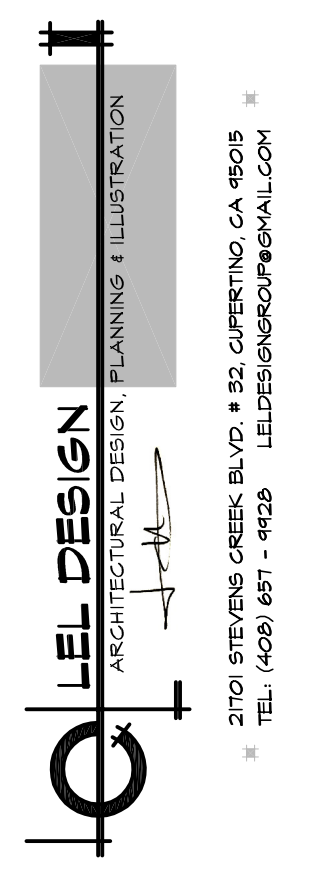 LEL DESIGN
ARCHITECTURAL DESIGN, PLANNING & ILLUSTRATION
21701 STEVENS CREEK BLVD. # 32, CUPERTINO, CA 95015
TEL: (408) 657 - 9928 LELDESIGNGROUP@GMAIL.COM